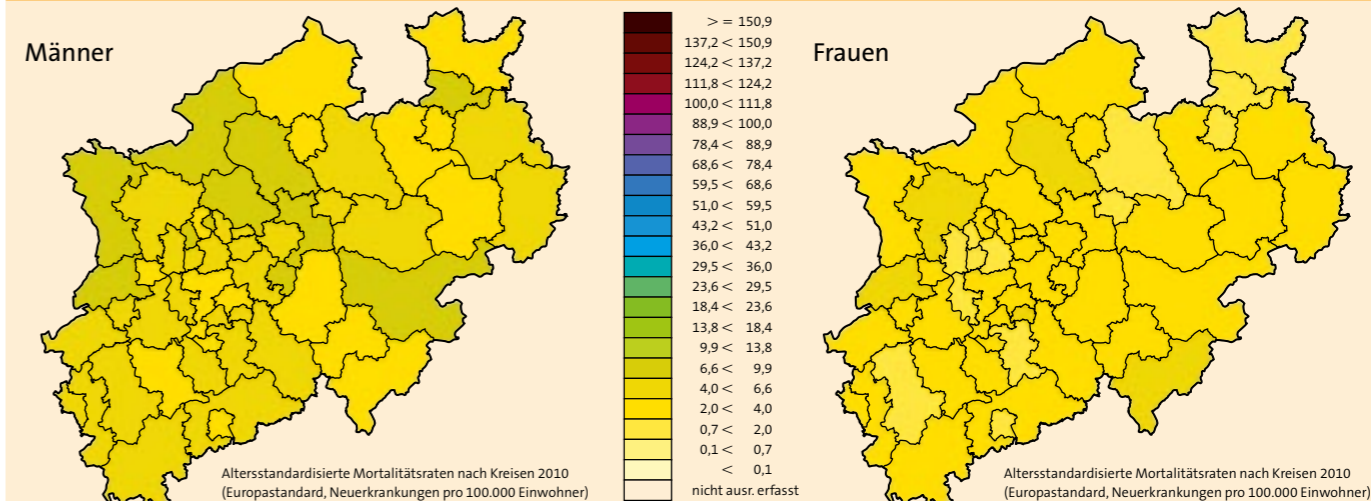 Männer
>= 150,9
137,2 < 150,9
124,2 < 137,2
111,8 < 124,2
100,0 < 111,8
88,9 < 100,0
78,4 < 88,9
68,6 < 78,4
59,5 < 68,6
51,0 < 59,5
43,2 < 51,0
36,0 < 43,2
29,5 < 36,0
23,6 < 29,5
18,4 < 23,6
13,8 < 18,4
9,9 < 13,8
6,6 < 9,9
4,0 < 6,6
2,0 < 4,0
0,7 < 2,0
0,1 < 0,7
< 0,1
nicht ausr. erfasst
Altersstandardisierte Mortalitätsraten nach Kreisen 2010
(Europastandard, Neuerkrankungen pro 100.000 Einwohner)
Frauen
Altersstandardisierte Mortalitätsraten nach Kreisen 2010
(Europastandard, Neuerkrankungen pro 100.000 Einwohner)